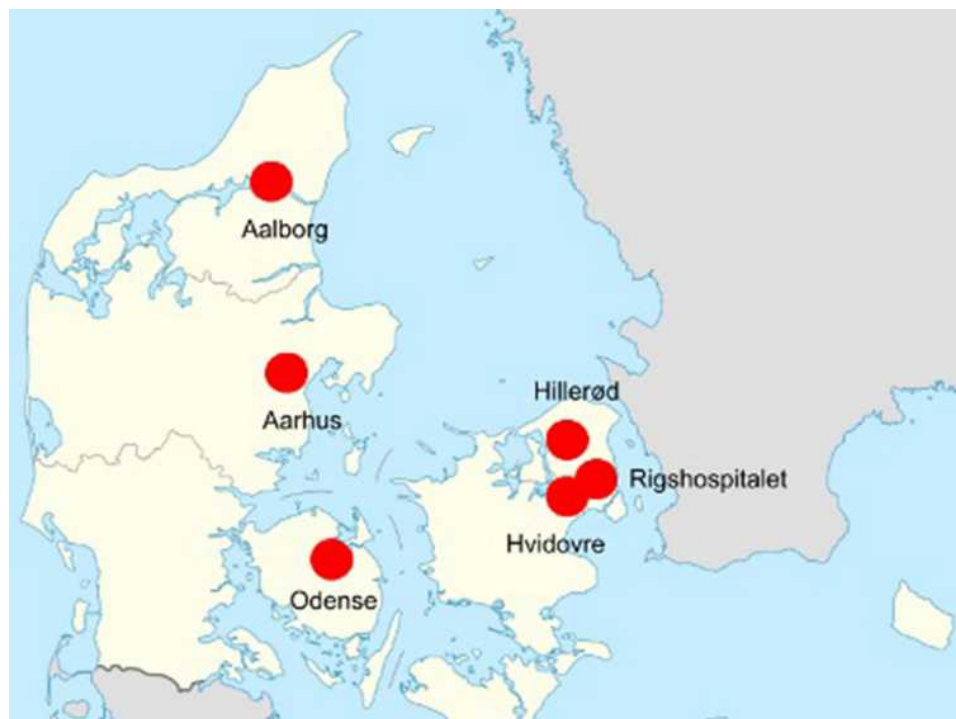 Aalborg
Hillerød
Aarhus
Rigshospitalet
Hvidovre
Odense